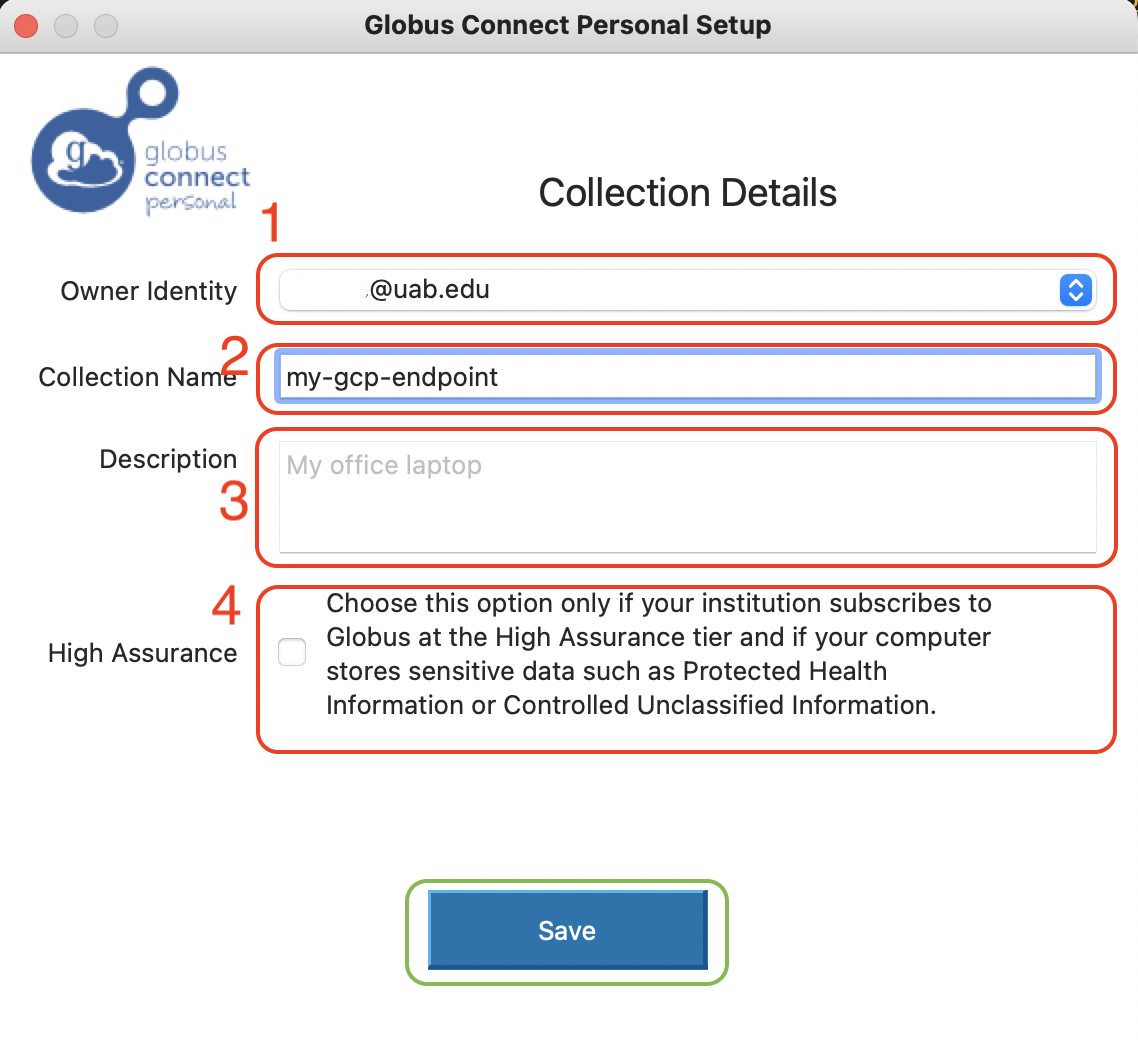 Globus Connect Personal Setup
g
globus
connect
personal
Collection Details
1
Owner Identity
@uab.edu
2
Collection Name
my-gcp-endpoint
Description
My office laptop
3
4
High Assurance
Choose this option only if your institution subscribes to
Globus at the High Assurance tier and if your computer
stores sensitive data such as Protected Health
Information or Controlled Unclassified Information.
Save